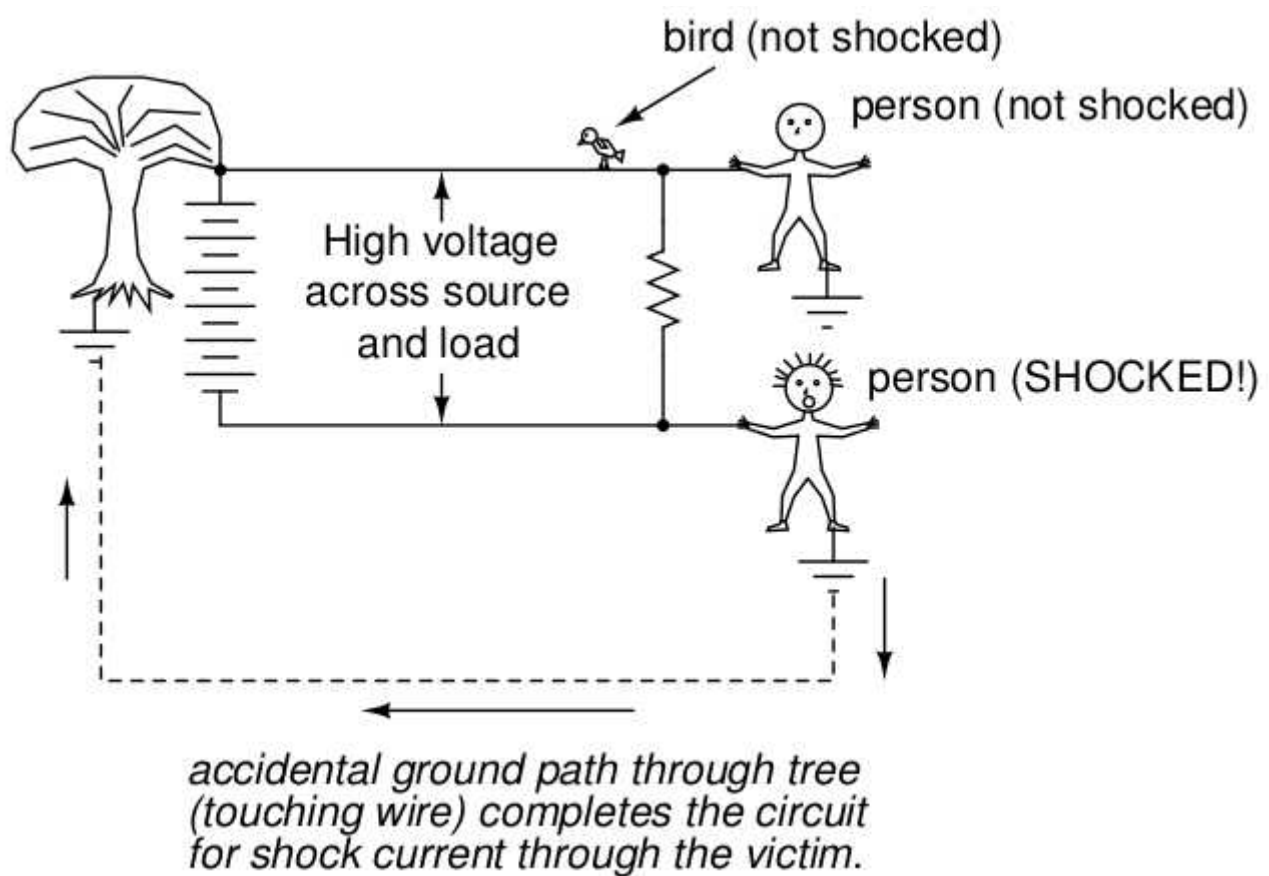 bird (not shocked)
person (not shocked)
High voltage
across source
and load
person (SHOCKED!)
accidental ground path through tree
(touching wire) completes the circuit
for shock current through the victim.